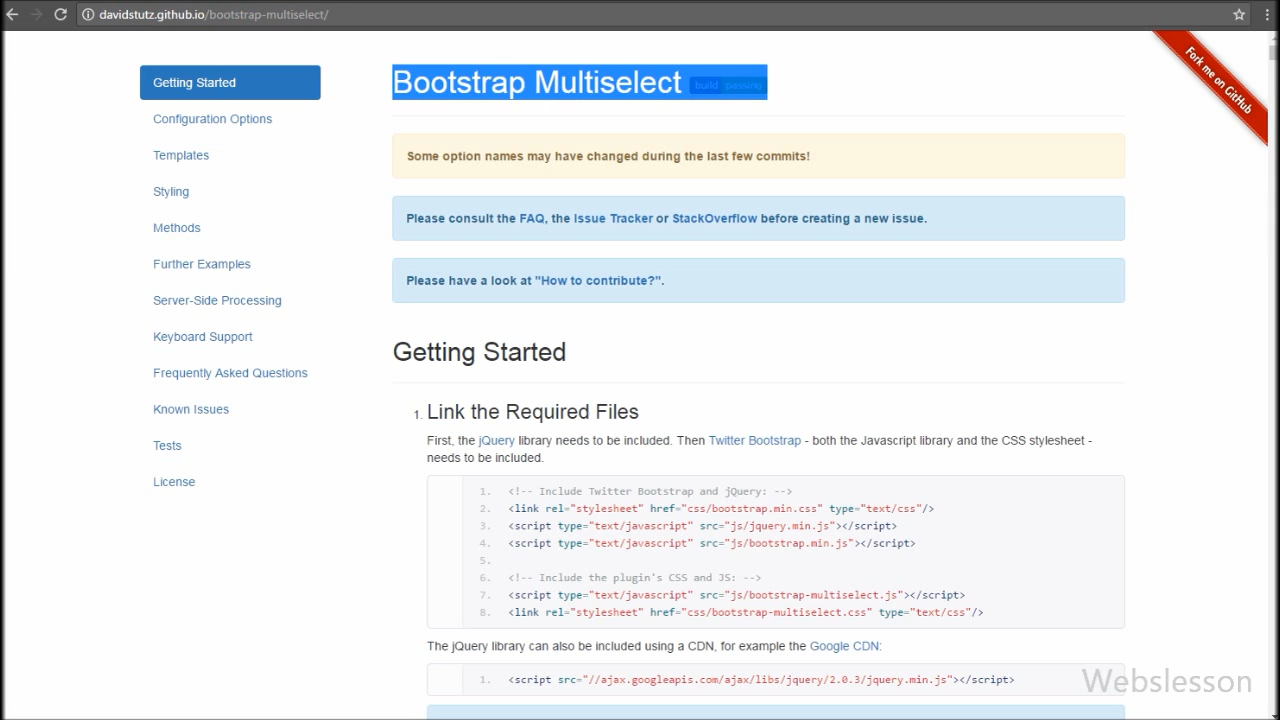 davidstutz.github.io/bootstrap-multiselect/
Fork me on GitHub
Getting Started
Configuration Options
Templates
Styling
Methods
Further Examples
Server-Side Processing
Keyboard Support
Frequently Asked Questions
Known Issues
Tests
License
Bootstrap Multiselect build passing
Some option names may have changed during the last few commits!
Please consult the FAQ, the Issue Tracker or StackOverflow before creating a new issue.
Please have a look at "How to contribute?".
Getting Started
1. Link the Required Files
First, the jQuery library needs to be included. Then Twitter Bootstrap - both the Javascript library and the CSS stylesheet -
needs to be included.
1. <!-- Include Twitter Bootstrap and jQuery: -->
2. <link rel="stylesheet" href="css/bootstrap.min.css" type="text/css"/>
3. <script type="text/javascript" src="js/jquery.min.js"></script>
4. <script type="text/javascript" src="js/bootstrap.min.js"></script>
5.
6. <!-- Include the plugin's CSS and JS: -->
7. <script type="text/javascript" src="js/bootstrap-multiselect.js"></script>
8. <link rel="stylesheet" href="css/bootstrap-multiselect.css" type="text/css"/>
The jQuery library can also be included using a CDN, for example the Google CDN:
1. <script src="//ajax.googleapis.com/ajax/libs/jquery/2.0.3/jquery.min.js"></script>
Webslesson